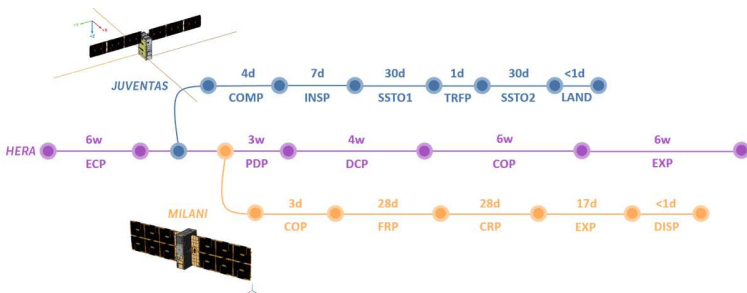 4d 7d 30d 1d 30d <1d
JUVENTAS COMP INSP SSTO1 TRFP SSTO2 LAND
6w 3w 4w 6w 6w
HERA ECP PDP DCP COP EXP
3d 28d 28d 17d <1d
MILANI COP FRP CRP EXP DISP